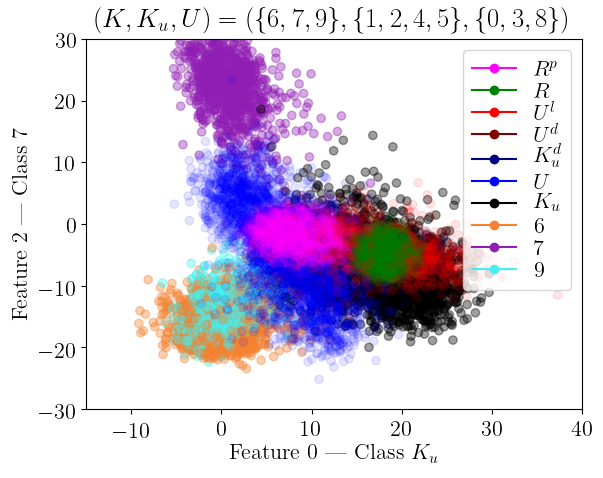 (K, K_u, U) = ({6, 7, 9}, {1, 2, 4, 5}, {0, 3, 8})
30
20
10
0
−10
−20
−30
Feature 2 — Class 7
R^p
R
U^l
U^d
K_u^d
U
K_u
6
7
9
−10
0
10
20
30
40
Feature 0 — Class K_u